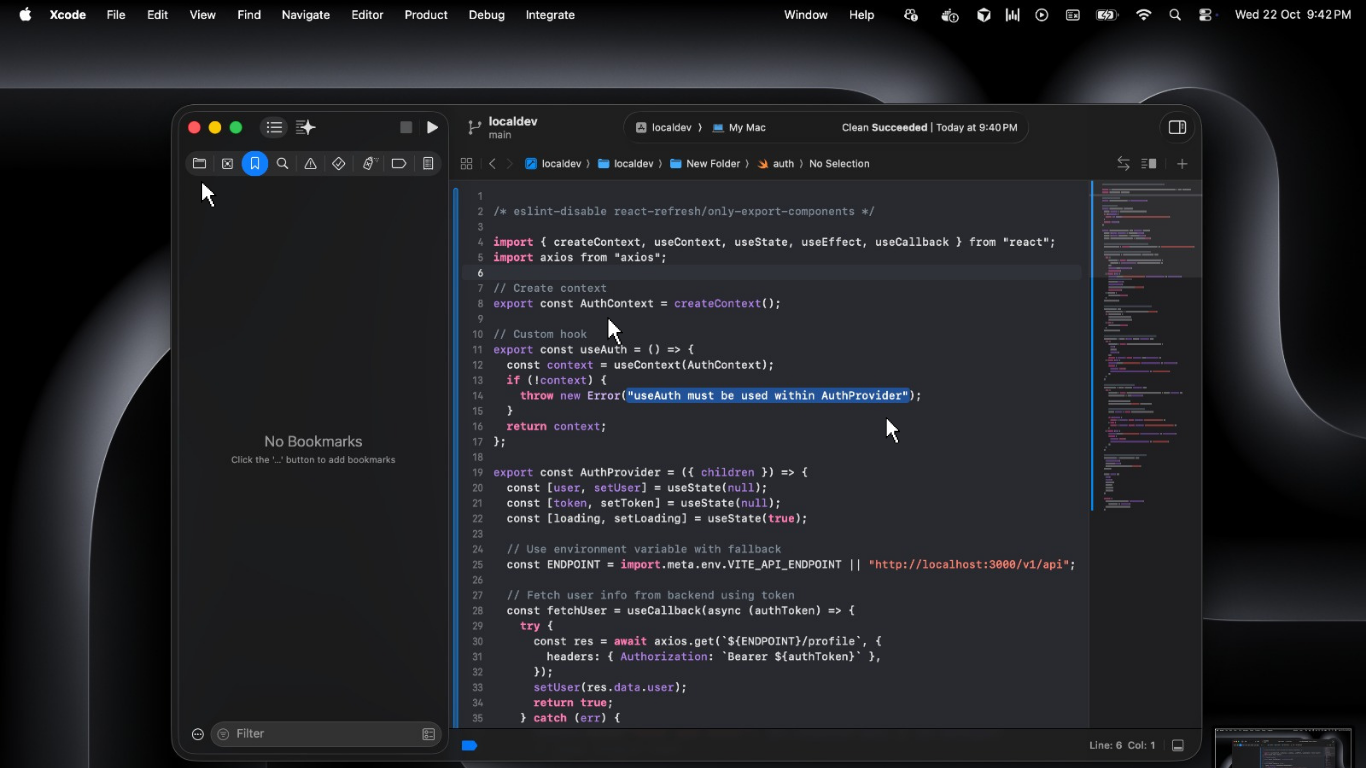 Xcode File Edit View Find Navigate Editor Product Debug Integrate Window Help Wed 22 Oct 9:42 PM
localdev
main
localdev 〉 My Mac
Clean Succeeded | Today at 9:40 PM
localdev 〉 localdev 〉 New Folder 〉 auth 〉 No Selection
No Bookmarks
Click the '...' button to add bookmarks
Filter
1
2 /* eslint-disable react-refresh/only-export-components */
3
4 import { createContext, useContext, useState, useEffect, useCallback } from "react";
5 import axios from "axios";
6
7 // Create context
8 export const AuthContext = createContext();
9
10 // Custom hook
11 export const useAuth = () => {
12 const context = useContext(AuthContext);
13 if (!context) {
14 throw new Error("useAuth must be used within AuthProvider");
15 }
16 return context;
17 };
18
19 export const AuthProvider = ({ children }) => {
20 const [user, setUser] = useState(null);
21 const [token, setToken] = useState(null);
22 const [loading, setLoading] = useState(true);
23
24 // Use environment variable with fallback
25 const ENDPOINT = import.meta.env.VITE_API_ENDPOINT || "http://localhost:3000/v1/api";
26
27 // Fetch user info from backend using token
28 const fetchUser = useCallback(async (authToken) => {
29 try {
30 const res = await axios.get(`${ENDPOINT}/profile`, {
31 headers: { Authorization: `Bearer ${authToken}` },
32 });
33 setUser(res.data.user);
34 return true;
35 } catch (err) {
Line: 6 Col: 1